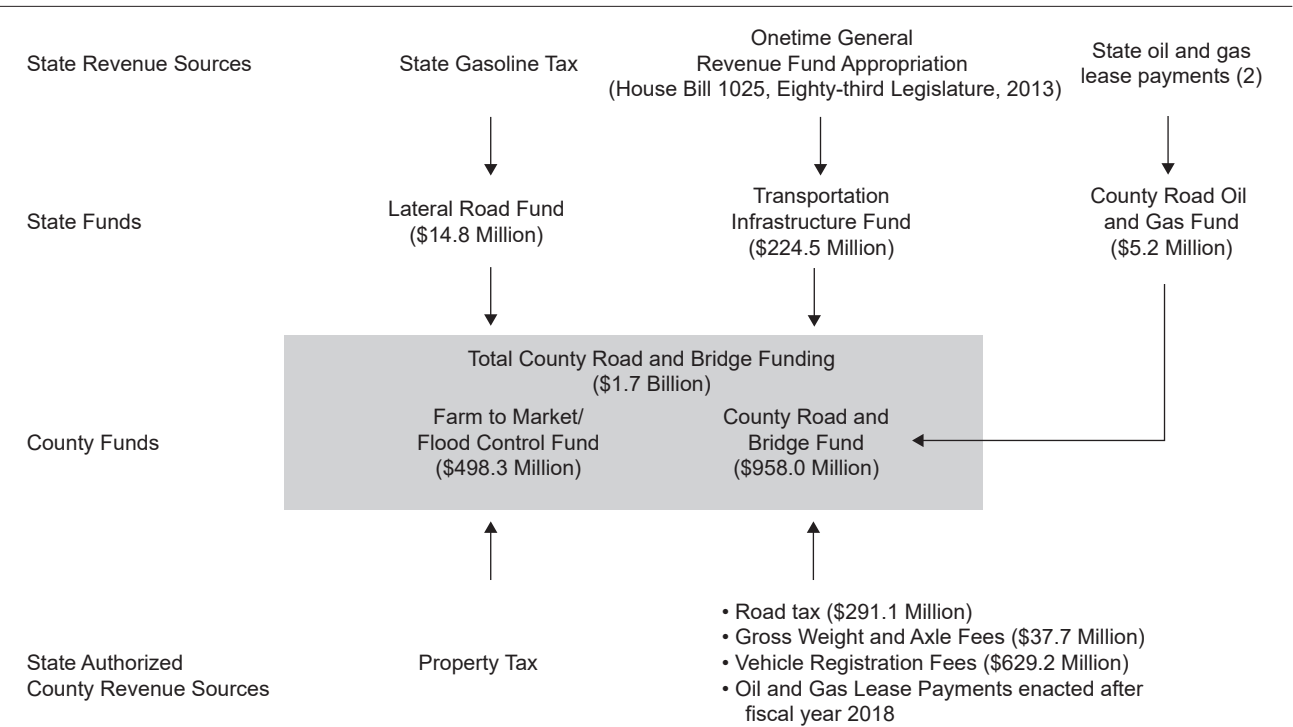 State Revenue Sources
State Gasoline Tax
Onetime General
Revenue Fund Appropriation
(House Bill 1025, Eighty-third Legislature, 2013)
State oil and gas
lease payments (2)
State Funds
Lateral Road Fund
($14.8 Million)
Transportation
Infrastructure Fund
($224.5 Million)
County Road Oil
and Gas Fund
($5.2 Million)
Total County Road and Bridge Funding
($1.7 Billion)
County Funds
Farm to Market/
Flood Control Fund
($498.3 Million)
County Road and
Bridge Fund
($958.0 Million)
State Authorized
County Revenue Sources
Property Tax
• Road tax ($291.1 Million)
• Gross Weight and Axle Fees ($37.7 Million)
• Vehicle Registration Fees ($629.2 Million)
• Oil and Gas Lease Payments enacted after
fiscal year 2018